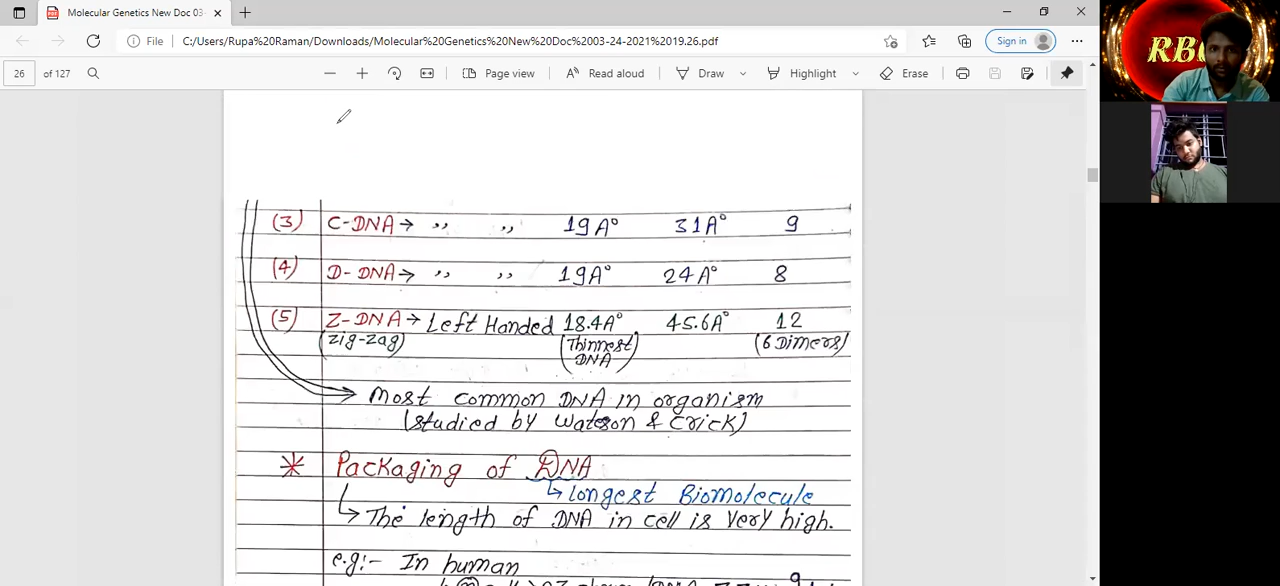 Molecular Genetics New Doc 03-
File
C:/Users/Rupa%20Raman/Downloads/Molecular%20Genetics%20New%20Doc%2003-24-2021%2019.26.pdf
Sign in
26 of 127
Page view
Read aloud
Draw
Highlight
Erase
RB
(3) C-DNA → ,, ,, 19A° 31A° 9
(4) D-DNA → ,, ,, 19A° 24A° 8
(5) Z-DNA → Left Handed 18.4A° 45.6A° 12
(zig-zag) (Thinnest DNA) (6 Dimers)
Most common DNA in organism
(studied by Watson & Crick)
* Packaging of DNA
↳ Longest Biomolecule
↳ The length of DNA in cell is very high.
e.g:- In human